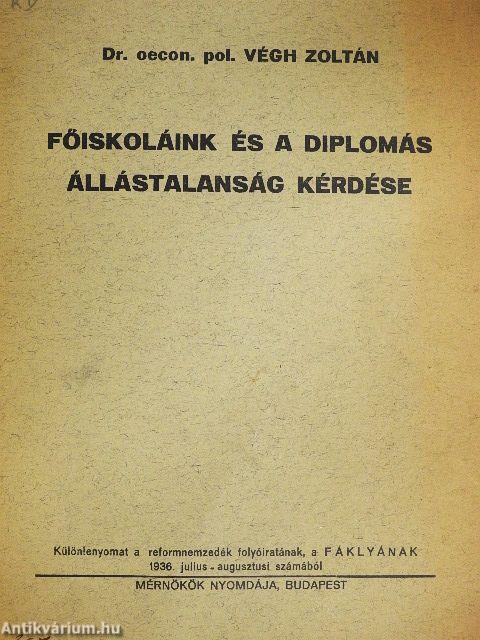 Dr. oecon. pol. VÉGH ZOLTÁN
FŐISKOLÁINK ÉS A DIPLOMÁS
ÁLLÁSTALANSÁG KÉRDÉSE
Különlenyomat a reformnemzedék folyóiratának, a FÁKLYÁNAK
1936. julius - augusztusi számából
MÉRNÖKÖK NYOMDÁJA, BUDAPEST
Antikvárium.hu